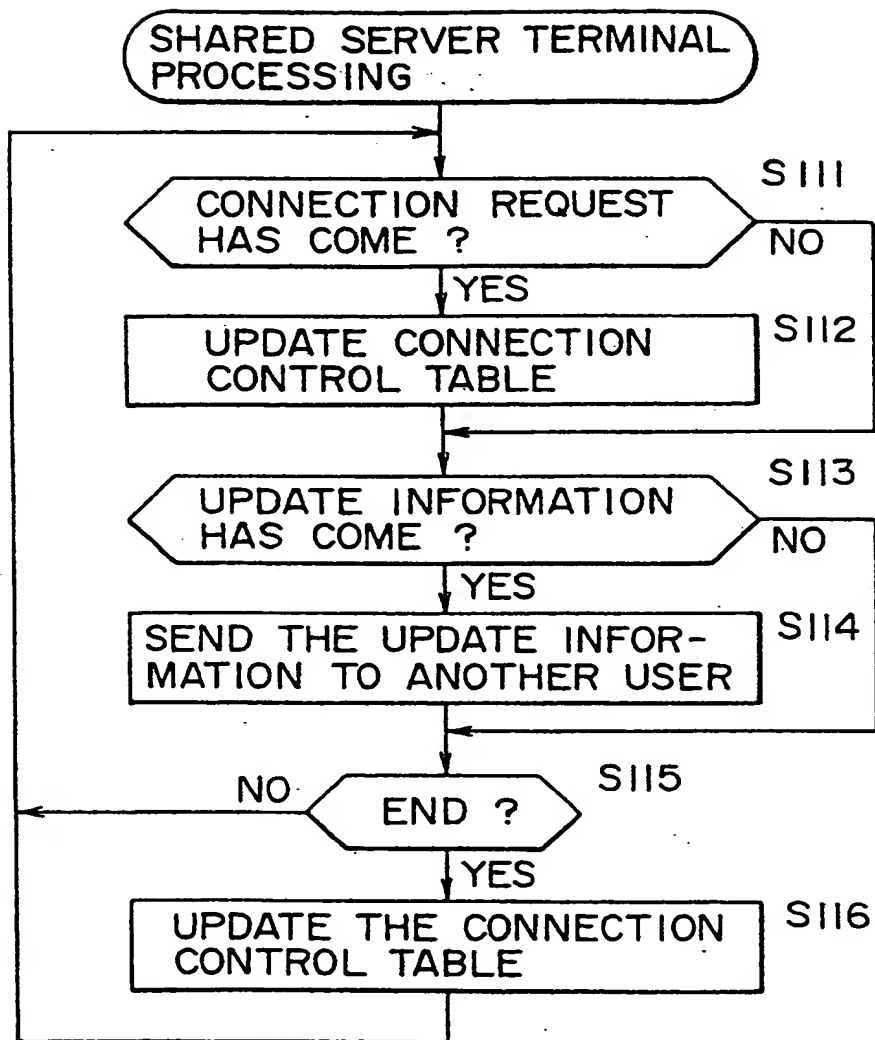 SHARED SERVER TERMINAL
PROCESSING
S111
CONNECTION REQUEST
HAS COME ?
NO
YES
S112
UPDATE CONNECTION
CONTROL TABLE
S113
UPDATE INFORMATION
HAS COME ?
NO
YES
S114
SEND THE UPDATE INFOR-
MATION TO ANOTHER USER
S115
NO
END ?
YES
S116
UPDATE THE CONNECTION
CONTROL TABLE